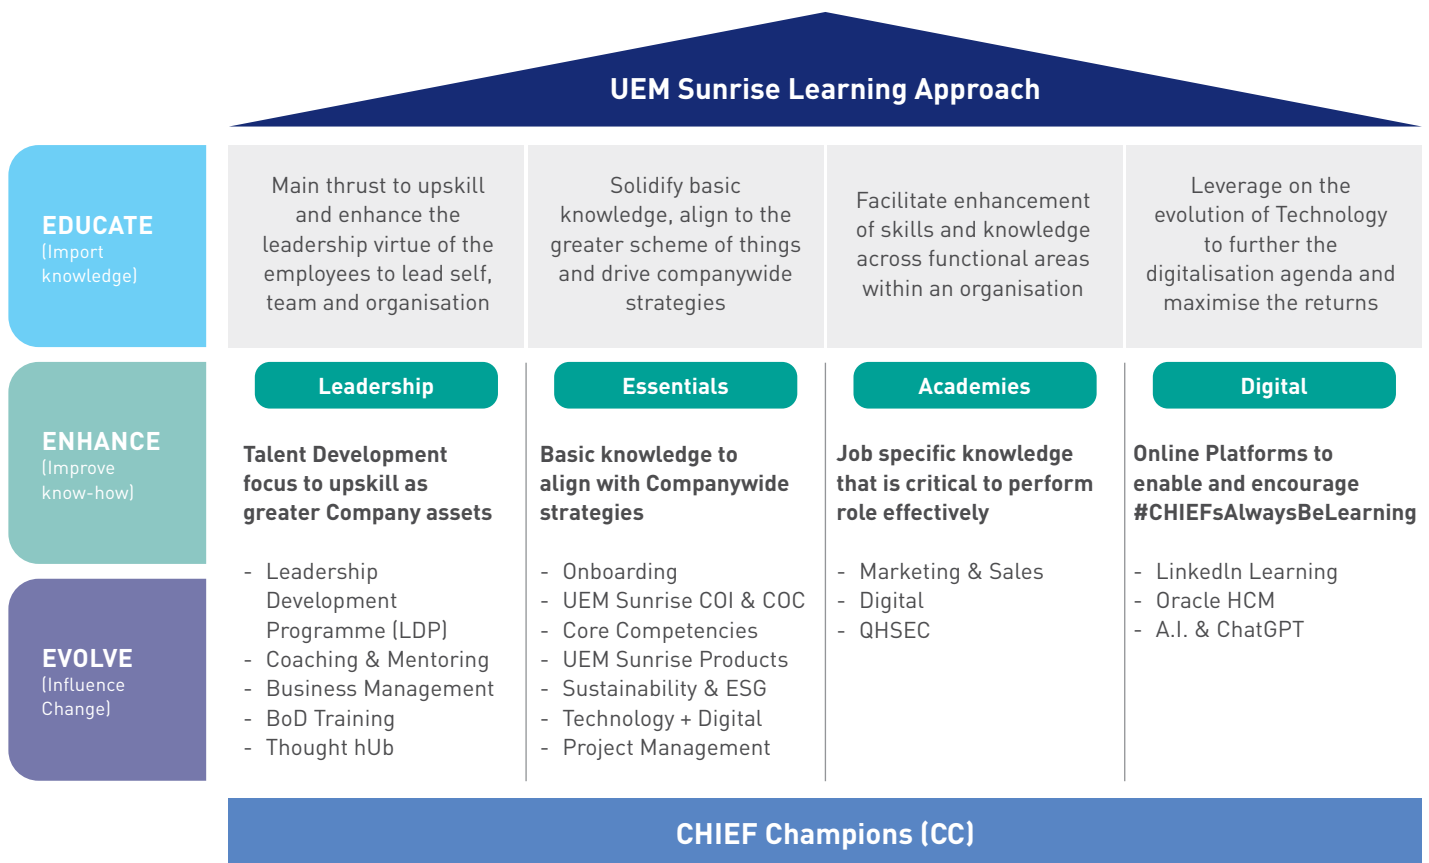 UEM Sunrise Learning Approach
EDUCATE
(Import
knowledge)
Main thrust to upskill
and enhance the
leadership virtue of the
employees to lead self,
team and organisation
Solidify basic
knowledge, align to the
greater scheme of things
and drive companywide
strategies
Facilitate enhancement
of skills and knowledge
across functional areas
within an organisation
Leverage on the
evolution of Technology
to further the
digitalisation agenda and
maximise the returns
ENHANCE
(Improve
know-how)
EVOLVE
(Influence
Change)
Leadership
Talent Development
focus to upskill as
greater Company assets
- Leadership
Development
Programme (LDP)
- Coaching & Mentoring
- Business Management
- BoD Training
- Thought hUb
Essentials
Basic knowledge to
align with Companywide
strategies
- Onboarding
- UEM Sunrise COI & COC
- Core Competencies
- UEM Sunrise Products
- Sustainability & ESG
- Technology + Digital
- Project Management
Academies
Job specific knowledge
that is critical to perform
role effectively
- Marketing & Sales
- Digital
- QHSEC
Digital
Online Platforms to
enable and encourage
#CHIEFsAlwaysBeLearning
- LinkedIn Learning
- Oracle HCM
- A.I. & ChatGPT
CHIEF Champions (CC)